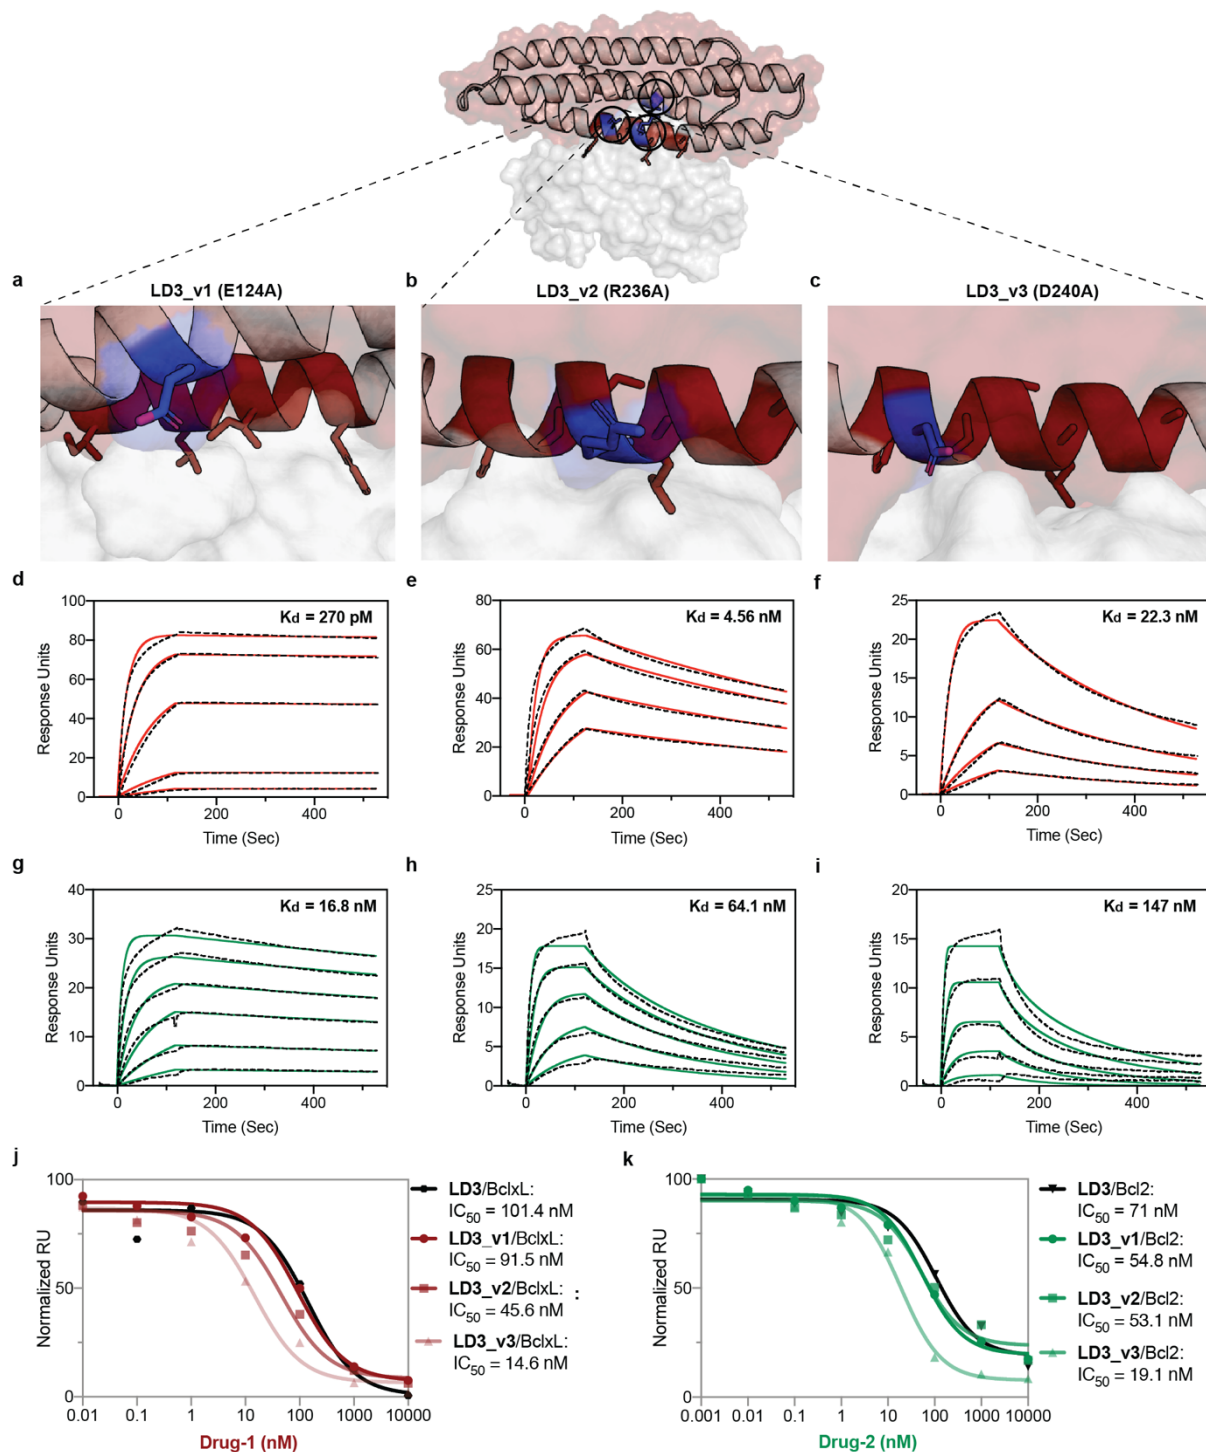 a
b
c
LD3_v1 (E124A)
LD3_v2 (R236A)
LD3_v3 (D240A)
d
Kd = 270 pM
Response Units
100
80
60
40
20
0
0
200
400
Time (Sec)
e
Kd = 4.56 nM
Response Units
80
60
40
20
0
0
200
400
Time (Sec)
f
Kd = 22.3 nM
Response Units
25
20
15
10
5
0
0
200
400
Time (Sec)
g
Kd = 16.8 nM
Response Units
40
30
20
10
0
0
200
400
Time (Sec)
h
Kd = 64.1 nM
Response Units
25
20
15
10
5
0
0
200
400
Time (Sec)
i
Kd = 147 nM
Response Units
20
15
10
5
0
0
200
400
Time (Sec)
j
Normalized RU
100
50
0
0.01 0.1 1 10 100 1000 10000
Drug-1 (nM)
LD3/BclxL:
IC50 = 101.4 nM
LD3_v1/BclxL:
IC50 = 91.5 nM
LD3_v2/BclxL: :
IC50 = 45.6 nM
LD3_v3/BclxL:
IC50 = 14.6 nM
k
Normalized RU
100
50
0
0.001 0.01 0.1 1 10 100 1000 10000
Drug-2 (nM)
LD3/Bcl2:
IC50 = 71 nM
LD3_v1/Bcl2:
IC50 = 54.8 nM
LD3_v2/Bcl2:
IC50 = 53.1 nM
LD3_v3/Bcl2:
IC50 = 19.1 nM